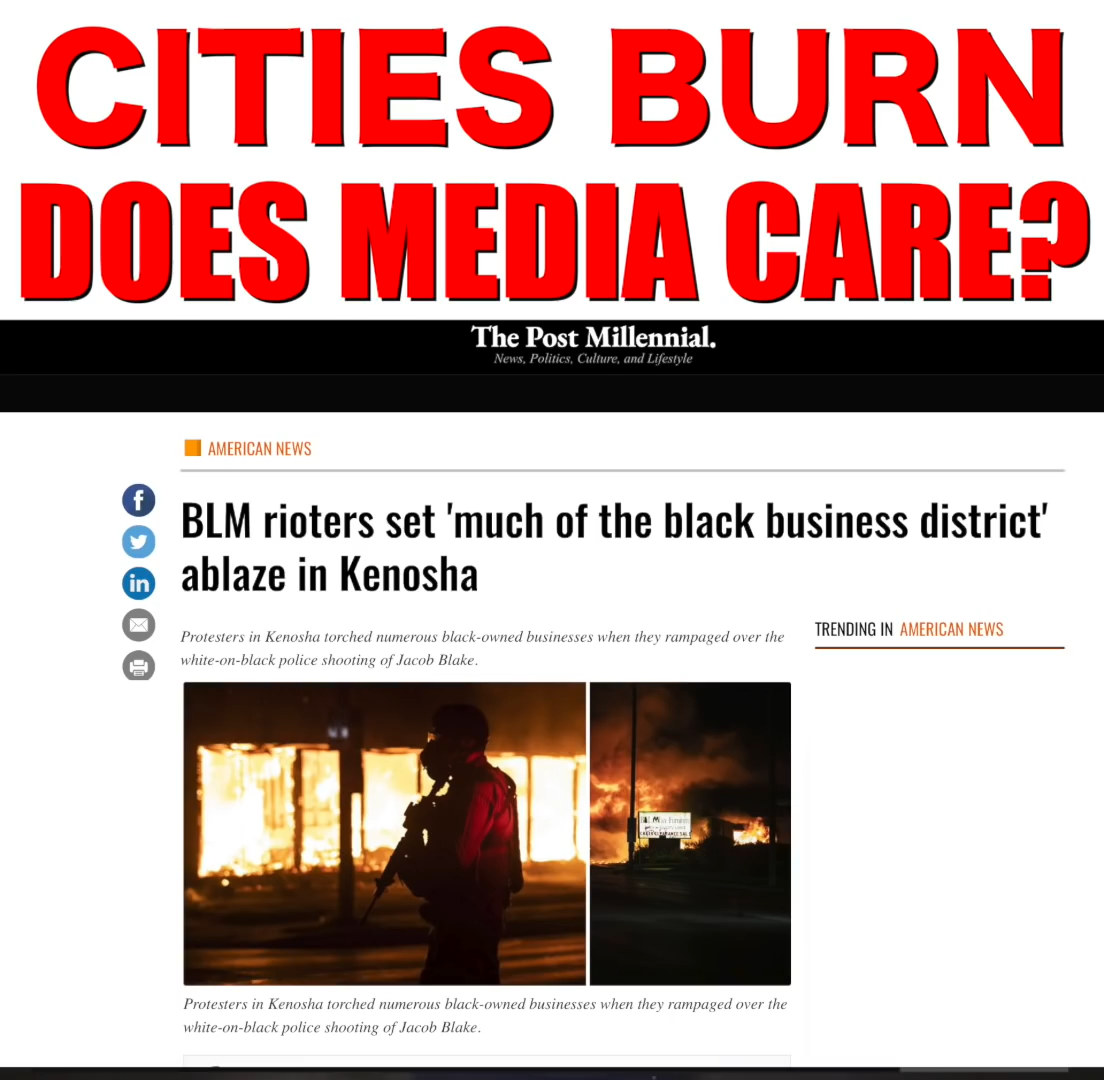 CITIES BURN
DOES MEDIA CARE?
The Post Millennial.
News, Politics, Culture, and Lifestyle
AMERICAN NEWS
BLM rioters set 'much of the black business district'
ablaze in Kenosha
Protesters in Kenosha torched numerous black-owned businesses when they rampaged over the
white-on-black police shooting of Jacob Blake.
TRENDING IN AMERICAN NEWS
Protesters in Kenosha torched numerous black-owned businesses when they rampaged over the
white-on-black police shooting of Jacob Blake.